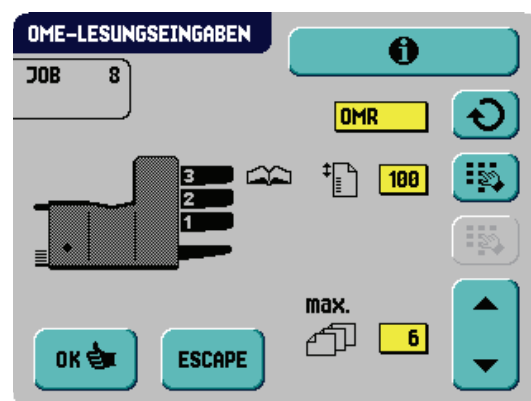 OME-LESUNGSEINGABEN
JOB 8
OMR
3
100
2
1
max.
6
OK
ESCAPE